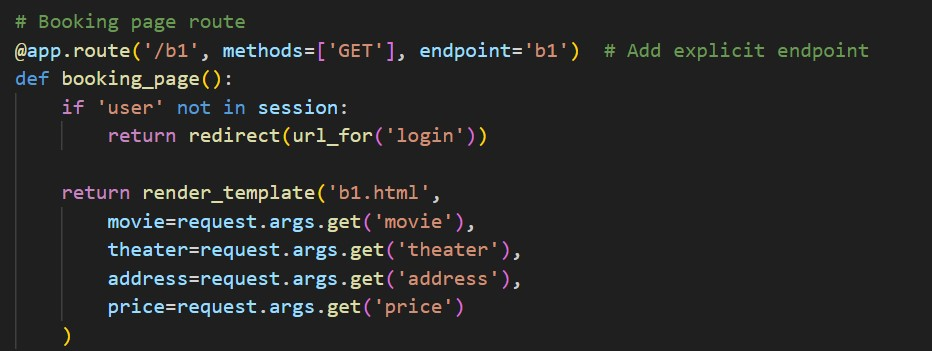 # Booking page route
@app.route('/b1', methods=['GET'], endpoint='b1')  # Add explicit endpoint
def booking_page():
    if 'user' not in session:
        return redirect(url_for('login'))

    return render_template('b1.html',
        movie=request.args.get('movie'),
        theater=request.args.get('theater'),
        address=request.args.get('address'),
        price=request.args.get('price')
    )